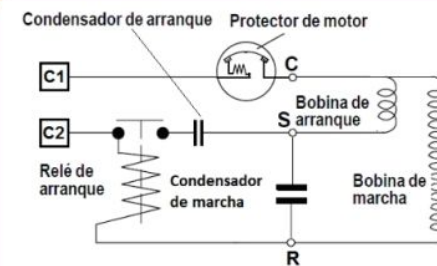 Condensador de arranque
Protector de motor
C1
C
Bobina de
arranque
C2
S
Relé de
arranque
Condensador
de marcha
Bobina de
marcha
R